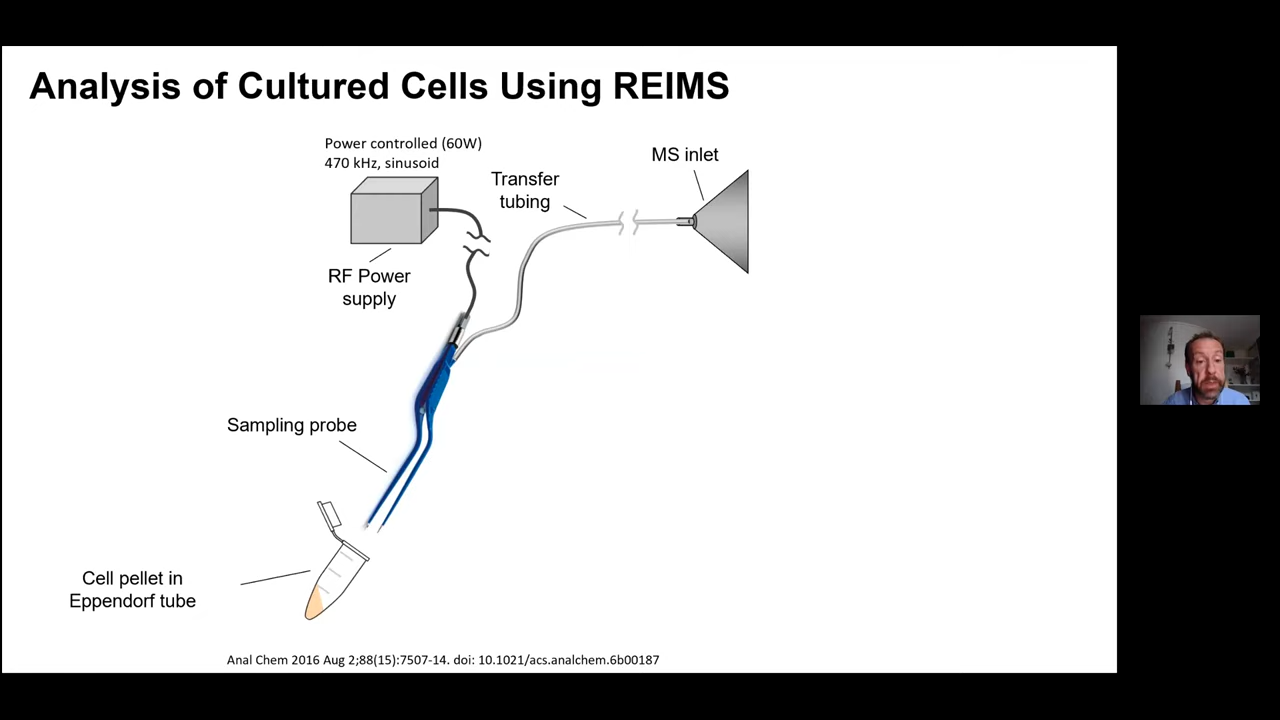 Analysis of Cultured Cells Using REIMS
Power controlled (60W)
470 kHz, sinusoid
MS inlet
Transfer
tubing
RF Power
supply
Sampling probe
Cell pellet in
Eppendorf tube
Anal Chem 2016 Aug 2;88(15):7507-14. doi: 10.1021/acs.analchem.6b00187